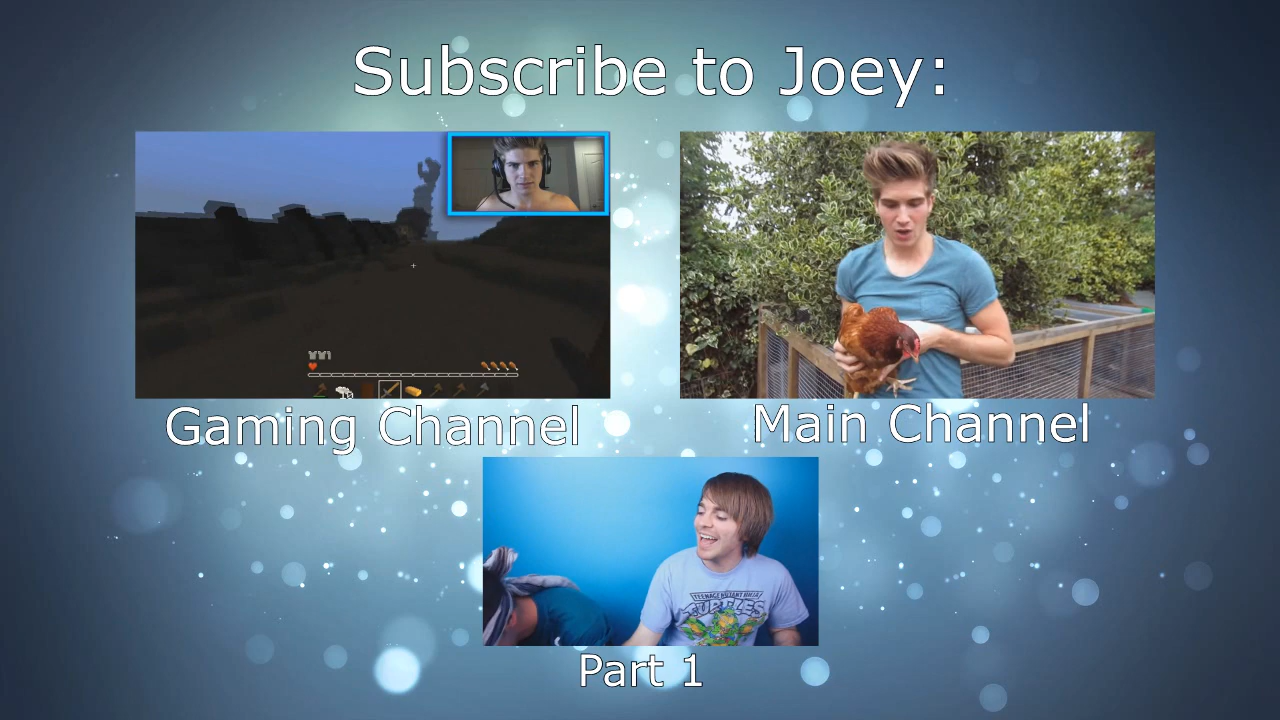 Subscribe to Joey:
Gaming Channel
Main Channel
TEENAGE MUTANT NINJA
TURTLES
Part 1